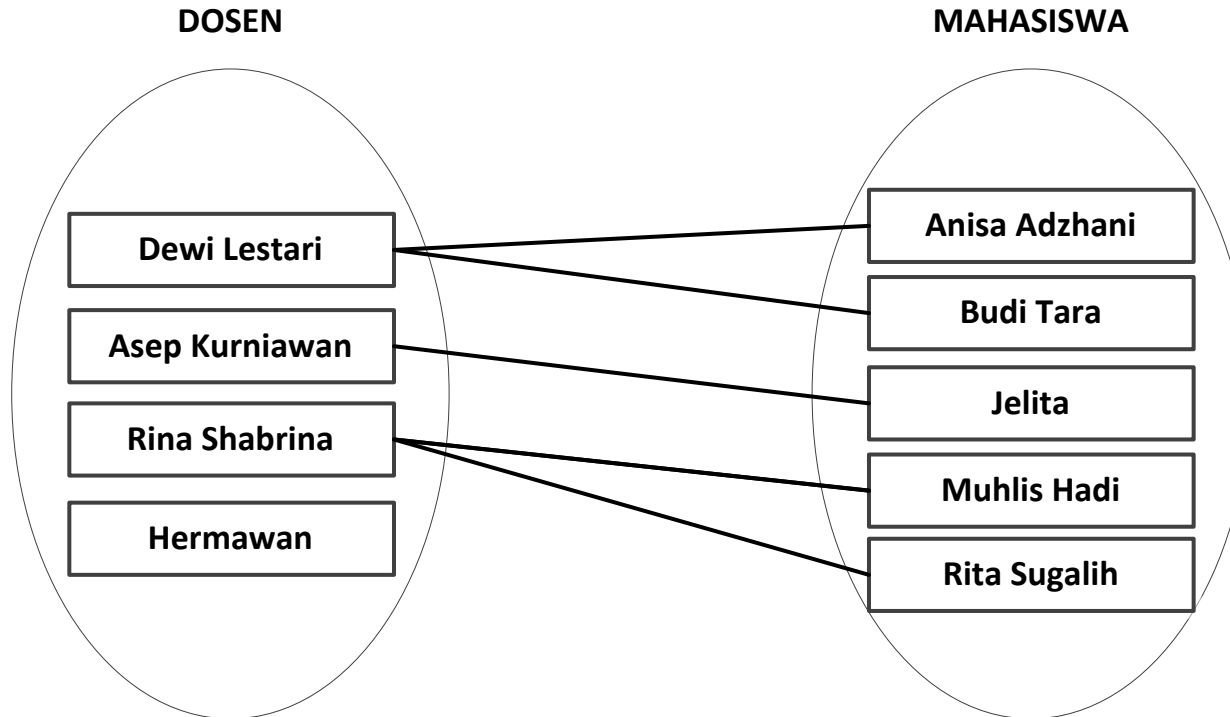 DOSEN
MAHASISWA
Dewi Lestari
Asep Kurniawan
Rina Shabrina
Hermawan
Anisa Adzhani
Budi Tara
Jelita
Muhlis Hadi
Rita Sugalih